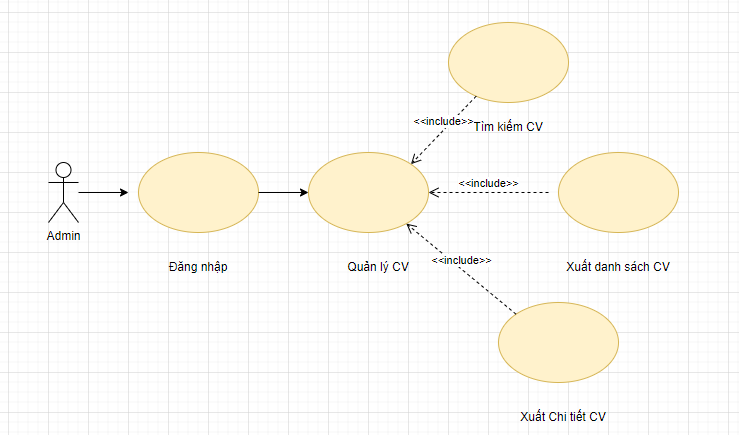 <<include>>
Tìm kiếm CV
<<include>>
Admin
Đăng nhập
Quản lý CV
<<include>>
Xuất danh sách CV
Xuất Chi tiết CV